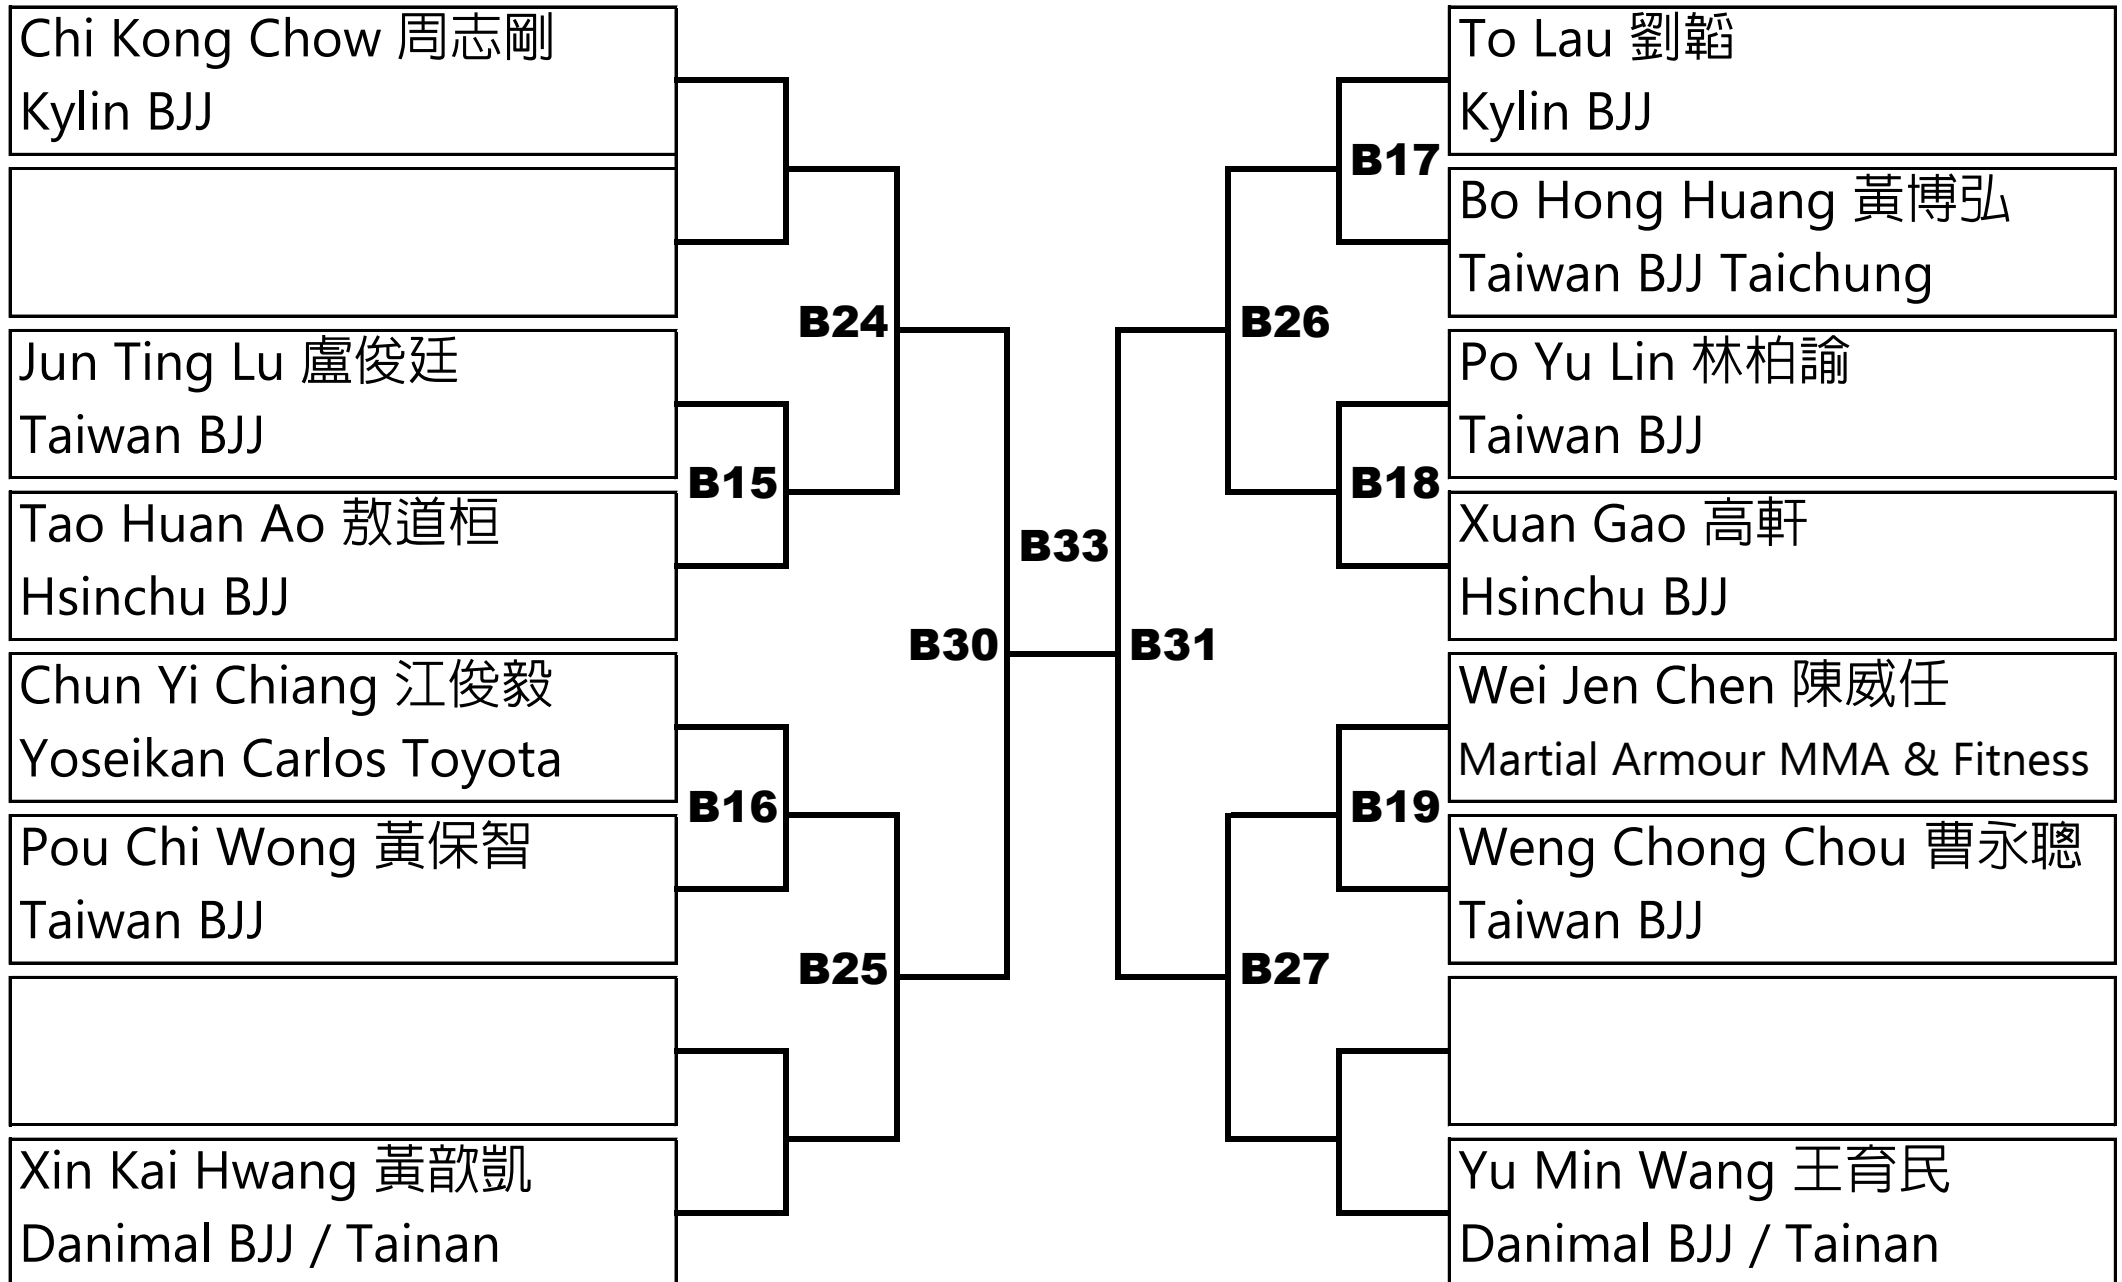 Chi Kong Chow 周志剛
Kylin BJJ
Jun Ting Lu 盧俊廷
Taiwan BJJ
Tao Huan Ao 敖道桓
Hsinchu BJJ
Chun Yi Chiang 江俊毅
Yoseikan Carlos Toyota
Pou Chi Wong 黃保智
Taiwan BJJ
Xin Kai Hwang 黃歆凱
Danimal BJJ / Tainan
B15
B16
B24
B25
B30
B33
B31
B26
B27
B17
B18
B19
To Lau 劉韜
Kylin BJJ
Bo Hong Huang 黃博弘
Taiwan BJJ Taichung
Po Yu Lin 林柏諭
Taiwan BJJ
Xuan Gao 高軒
Hsinchu BJJ
Wei Jen Chen 陳威任
Martial Armour MMA & Fitness
Weng Chong Chou 曹永聰
Taiwan BJJ
Yu Min Wang 王育民
Danimal BJJ / Tainan